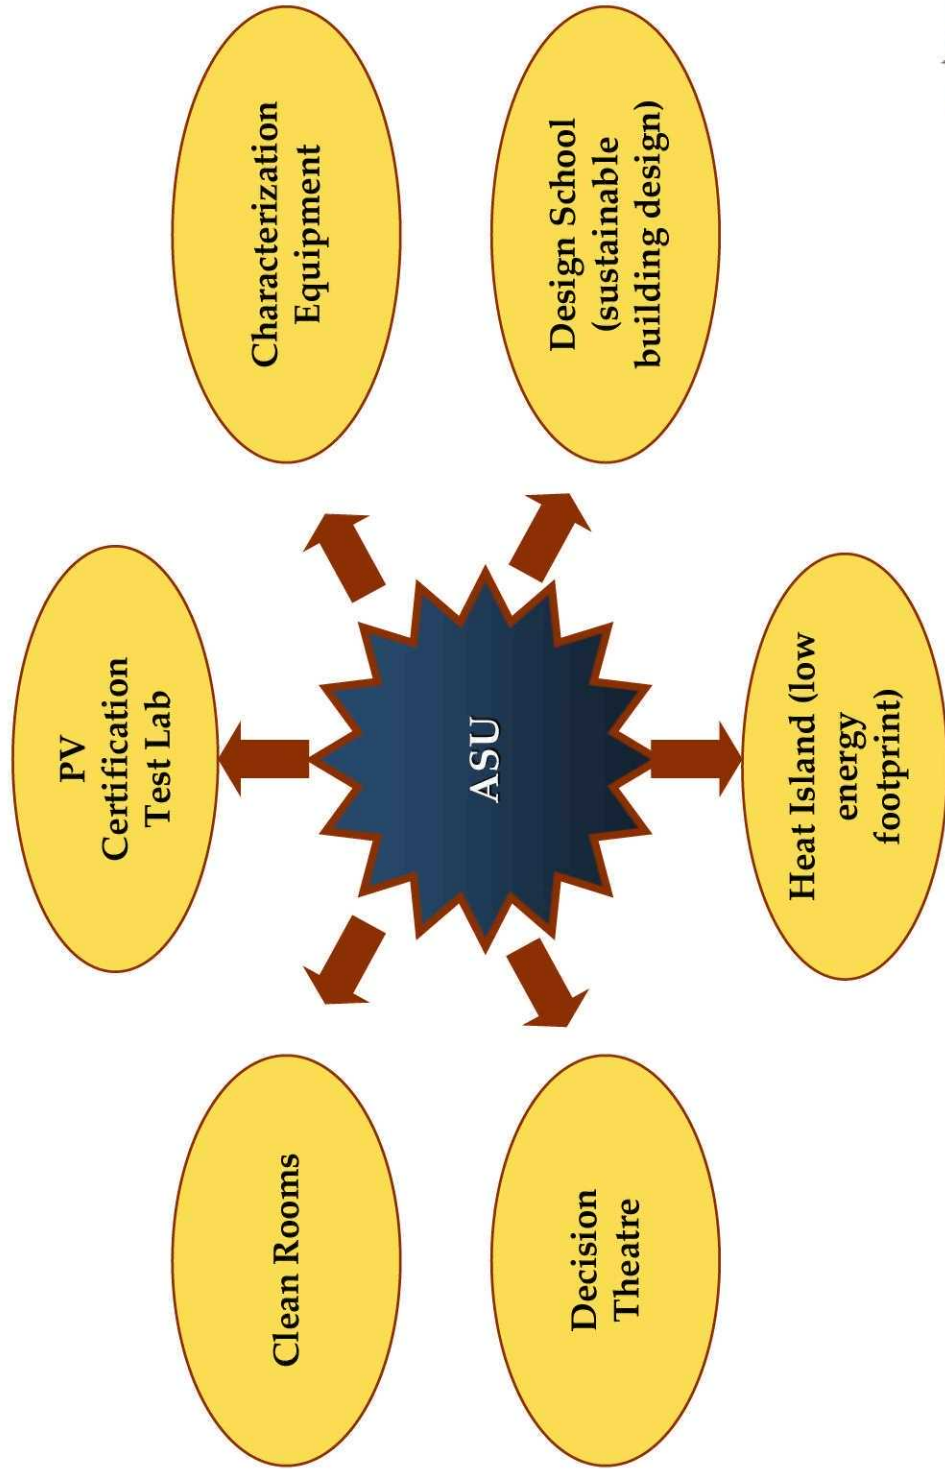 PV
Certification
Test Lab
Clean Rooms
Characterization
Equipment
ASU
Decision
Theatre
Design School
(sustainable
building design)
Heat Island (low
energy
footprint)